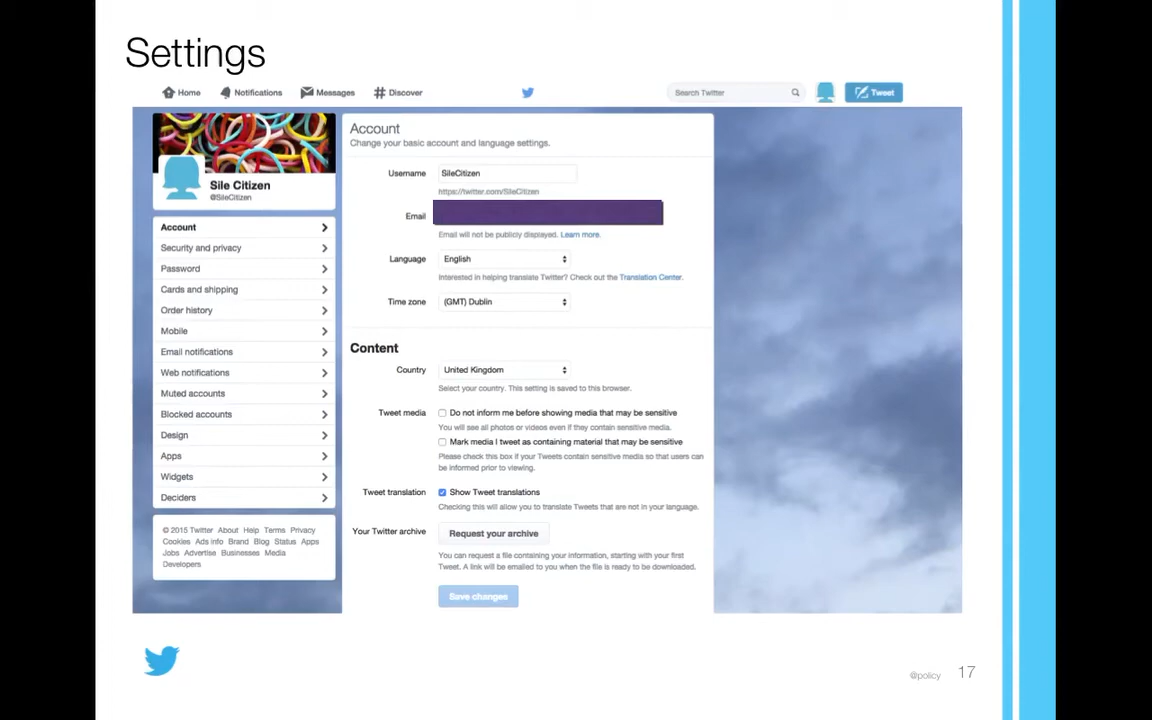 Settings
Home Notifications Messages Discover Search Twitter Tweet
Sile Citizen
@SileCitizen
Account
Security and privacy
Password
Cards and shipping
Order history
Mobile
Email notifications
Web notifications
Muted accounts
Blocked accounts
Design
Apps
Widgets
Deciders
© 2015 Twitter About Help Terms Privacy
Cookies Ads info Brand Blog Status Apps
Jobs Advertise Businesses Media
Developers
Account
Change your basic account and language settings.
Username SileCitizen
https://twitter.com/SileCitizen
Email
Email will not be publicly displayed. Learn more.
Language English
Interested in helping translate Twitter? Check out the Translation Center.
Time zone (GMT) Dublin
Content
Country United Kingdom
Select your country. This setting is saved to this browser.
Tweet media Do not inform me before showing media that may be sensitive
You will see all photos or videos even if they contain sensitive media.
Mark media I tweet as containing material that may be sensitive
Please check this box if your Tweets contain sensitive media so that users can
be informed prior to viewing.
Tweet translation Show Tweet translations
Checking this will allow you to translate Tweets that are not in your language.
Your Twitter archive Request your archive
You can request a file containing your information, starting with your first
Tweet. A link will be emailed to you when the file is ready to be downloaded.
Save changes
@policy 17